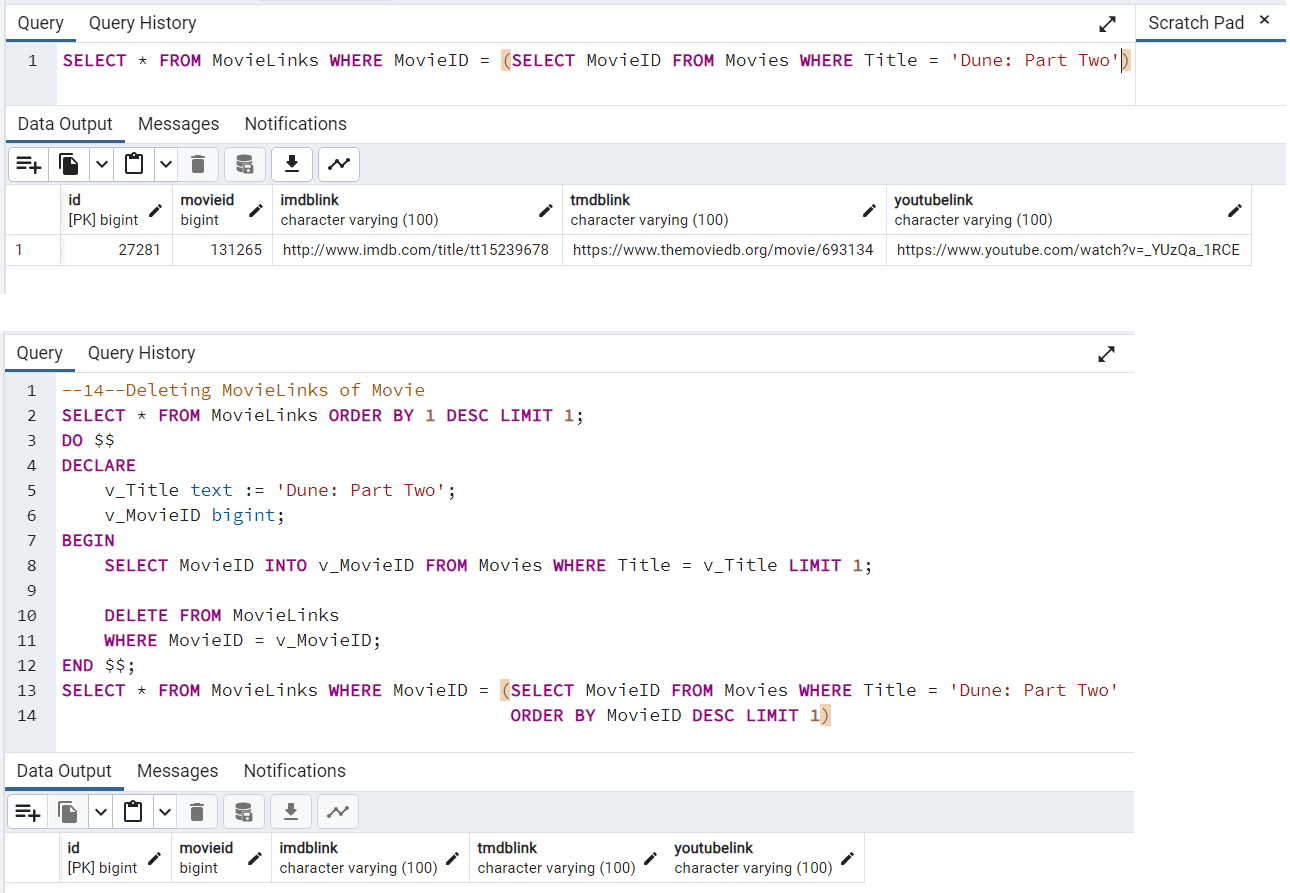 Query Query History Scratch Pad ×
1 SELECT * FROM MovieLinks WHERE MovieID = (SELECT MovieID FROM Movies WHERE Title = 'Dune: Part Two')
Data Output Messages Notifications
id movieid imdblink tmdblink youtubelink
[PK] bigint bigint character varying (100) character varying (100) character varying (100)
1 27281 131265 http://www.imdb.com/title/tt15239678 https://www.themoviedb.org/movie/693134 https://www.youtube.com/watch?v=_YUzQa_1RCE
Query Query History
1 --14--Deleting MovieLinks of Movie
2 SELECT * FROM MovieLinks ORDER BY 1 DESC LIMIT 1;
3 DO $$
4 DECLARE
5 v_Title text := 'Dune: Part Two';
6 v_MovieID bigint;
7 BEGIN
8 SELECT MovieID INTO v_MovieID FROM Movies WHERE Title = v_Title LIMIT 1;
9
10 DELETE FROM MovieLinks
11 WHERE MovieID = v_MovieID;
12 END $$;
13 SELECT * FROM MovieLinks WHERE MovieID = (SELECT MovieID FROM Movies WHERE Title = 'Dune: Part Two'
14 ORDER BY MovieID DESC LIMIT 1)
Data Output Messages Notifications
id movieid imdblink tmdblink youtubelink
[PK] bigint bigint character varying (100) character varying (100) character varying (100)